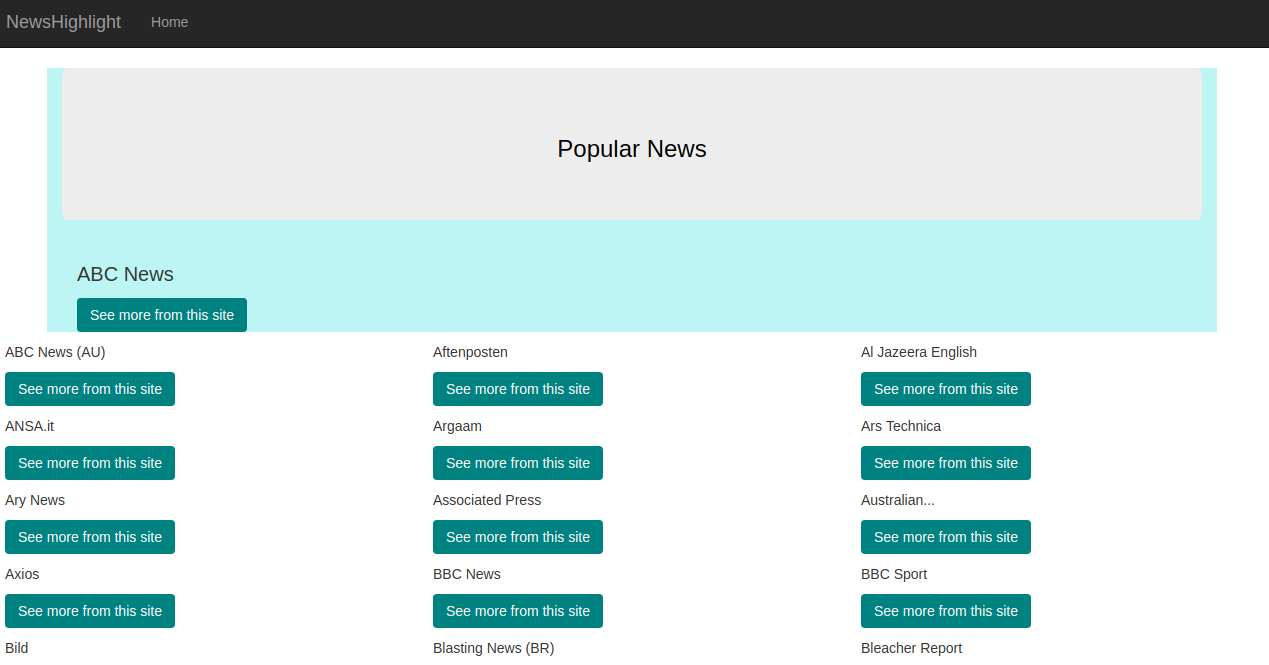 NewsHighlight Home
Popular News
ABC News
See more from this site
ABC News (AU) Aftenposten Al Jazeera English
See more from this site See more from this site See more from this site
ANSA.it Argaam Ars Technica
See more from this site See more from this site See more from this site
Ary News Associated Press Australian...
See more from this site See more from this site See more from this site
Axios BBC News BBC Sport
See more from this site See more from this site See more from this site
Bild Blasting News (BR) Bleacher Report